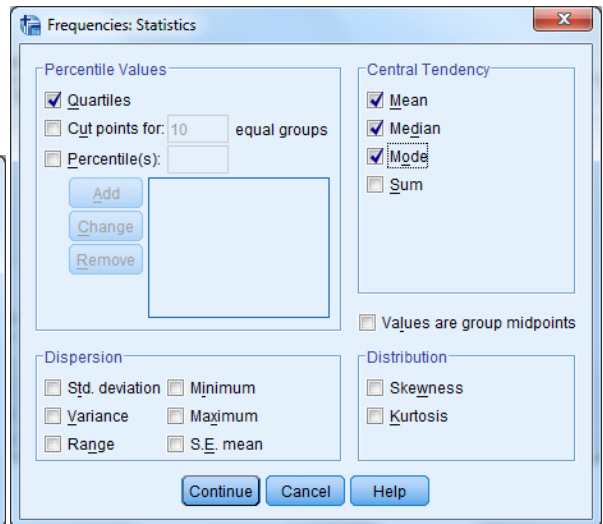 Frequencies: Statistics
Percentile Values
Quartiles
Cut points for: 10 equal groups
Percentile(s):
Add
Change
Remove
Central Tendency
Mean
Median
Mode
Sum
Values are group midpoints
Dispersion
Std. deviation Minimum
Variance Maximum
Range S.E. mean
Distribution
Skewness
Kurtosis
Continue Cancel Help